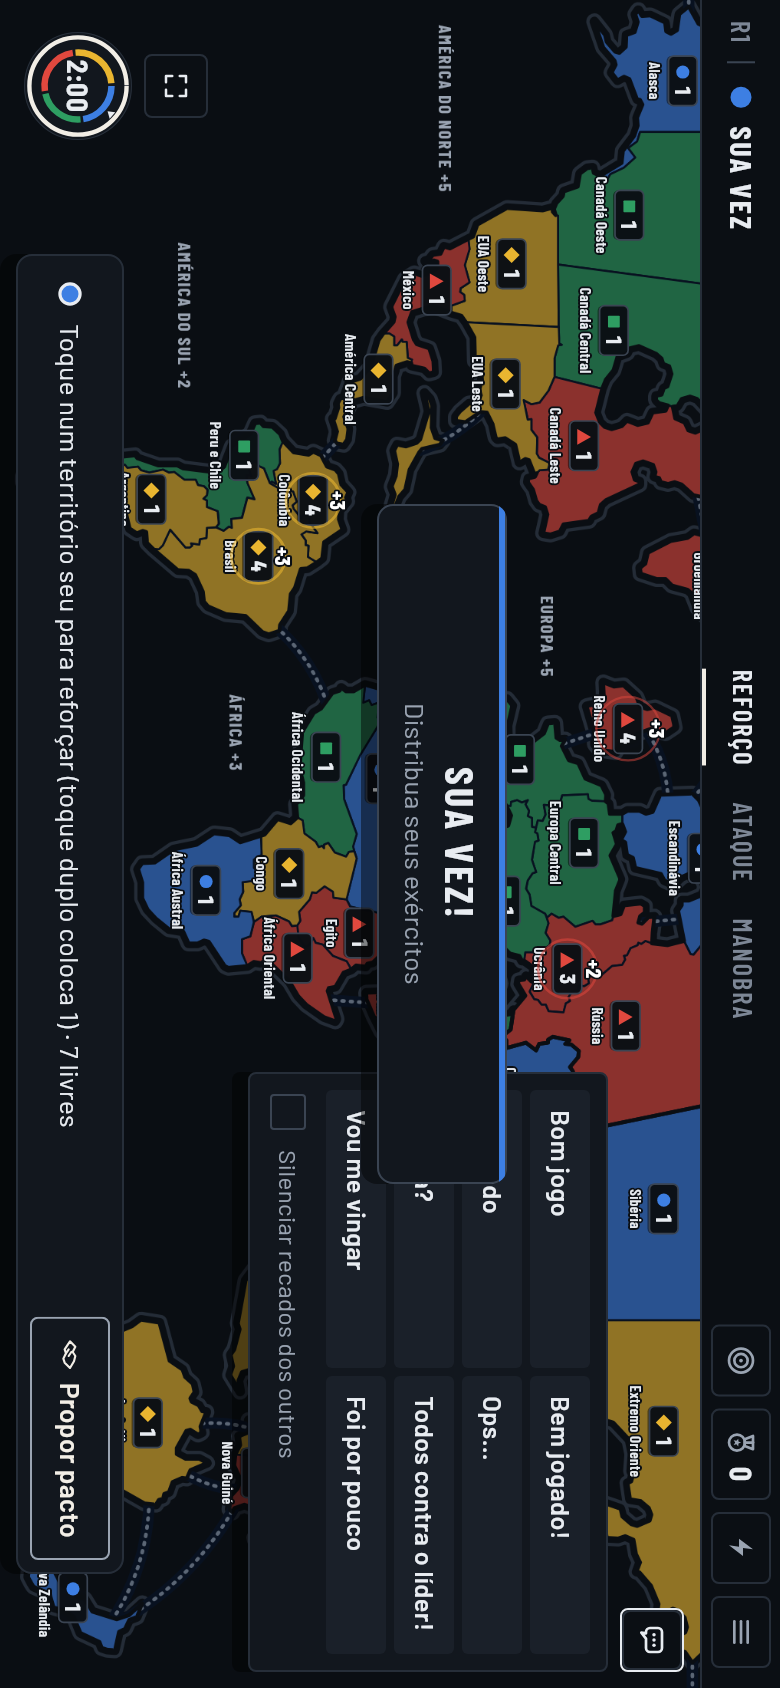 R1
SUA VEZ
REFORÇO
ATAQUE
MANOBRA
0
Alasca
1
Canadá Oeste
1
Canadá Central
1
Canadá Leste
1
EUA Oeste
1
EUA Leste
1
México
1
América Central
1
AMÉRICA DO NORTE +5
2:00
AMÉRICA DO SUL +2
Peru e Chile
1
Colômbia
4
+3
Brasil
4
+3
1
EUROPA +5
Reino Unido
4
+3
Escandinávia
Europa Central
1
1
1
Ucrânia
3
+2
Rússia
1
ÁFRICA +3
África Ocidental
1
Congo
1
Egito
1
África Oriental
1
África Austral
1
Sibéria
1
Extremo Oriente
1
Nova Guiné
1
1
SUA VEZ!
Distribua seus exércitos
Bom jogo
Bem jogado!
do
Ops...
a?
Todos contra o líder!
Vou me vingar
Foi por pouco
Silenciar recados dos outros
Toque num território seu para reforçar (toque duplo coloca 1) · 7 livres
Propor pacto